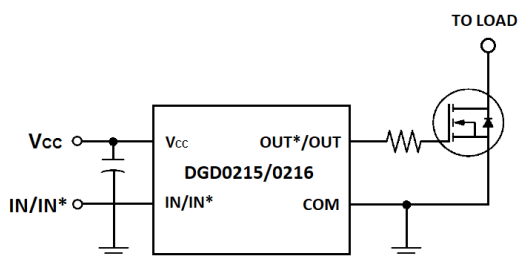 TO LOAD
Vcc
Vcc
OUT*/OUT
DGD0215/0216
IN/IN*
IN/IN*
COM